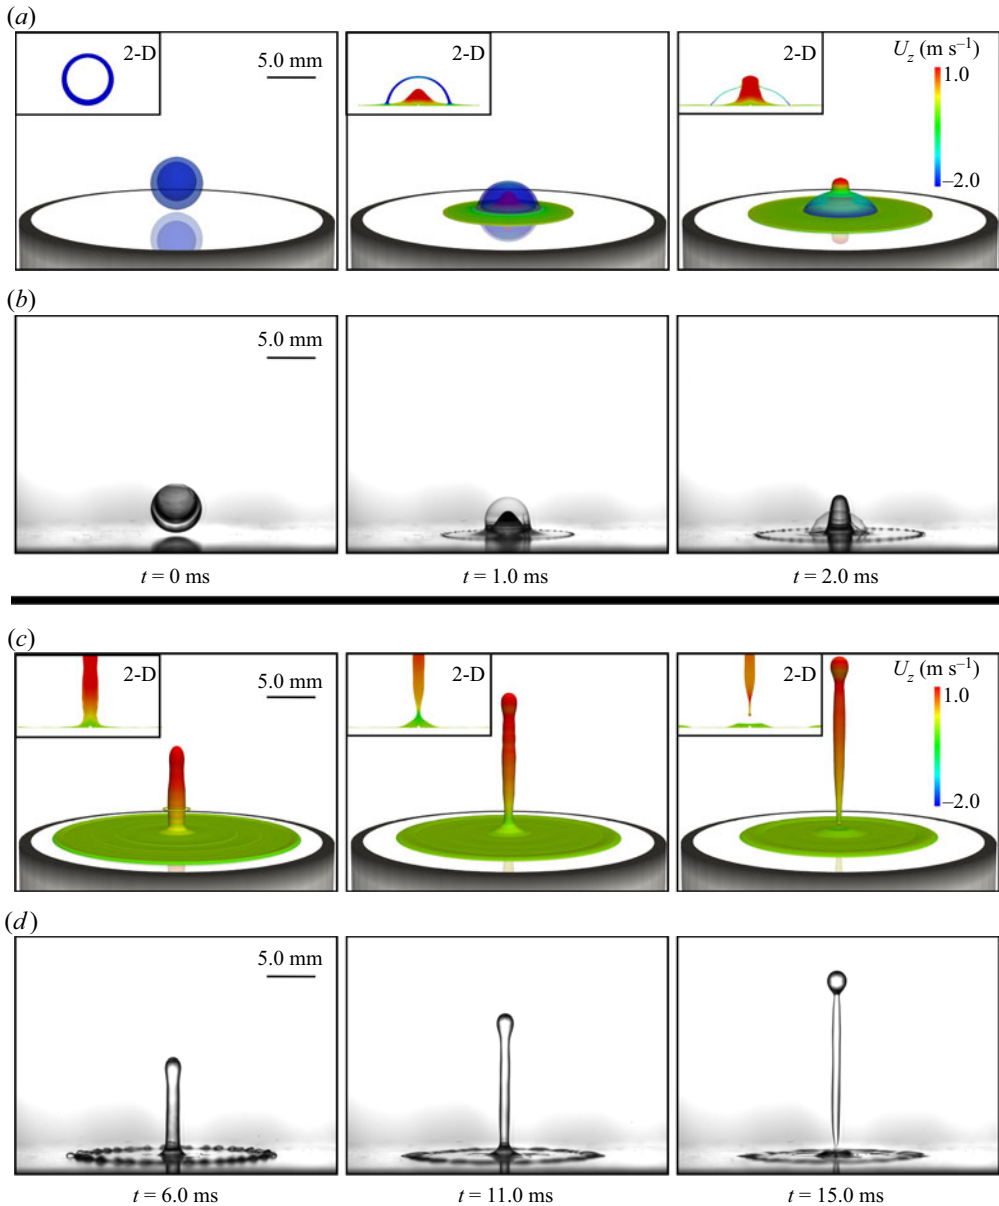 (a)
2-D
5.0 mm
2-D
2-D
U_z (m s⁻¹)
1.0
–2.0
(b)
5.0 mm
t = 0 ms
t = 1.0 ms
t = 2.0 ms
(c)
2-D
5.0 mm
2-D
2-D
U_z (m s⁻¹)
1.0
–2.0
(d)
5.0 mm
t = 6.0 ms
t = 11.0 ms
t = 15.0 ms